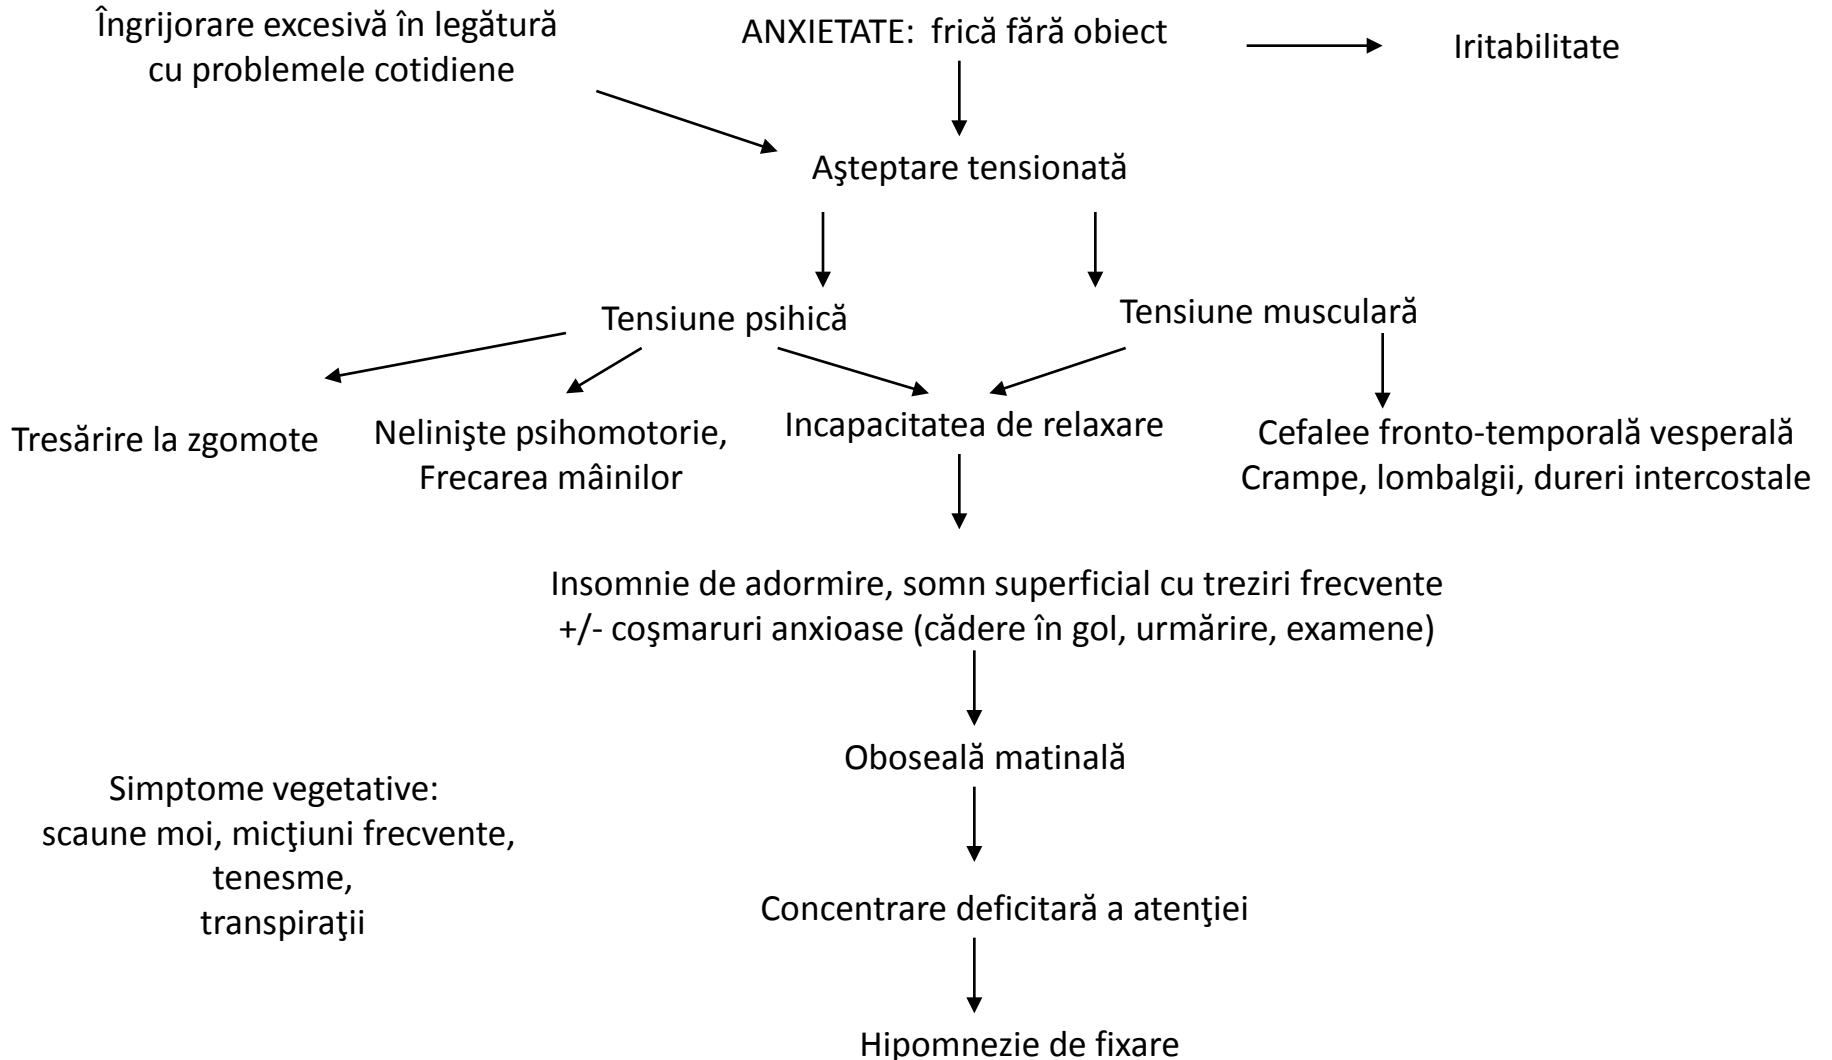 Îngrijorare excesivă în legătură
cu problemele cotidiene
ANXIETATE: frică fără obiect
Iritabilitate
Aşteptare tensionată
Tensiune psihică
Tensiune musculară
Tresărire la zgomote
Nelinişte psihomotorie,
Frecarea mâinilor
Incapacitatea de relaxare
Cefalee fronto-temporală vesperală
Crampe, lombalgii, dureri intercostale
Insomnie de adormire, somn superficial cu treziri frecvente
+/- coşmaruri anxioase (cădere în gol, urmărire, examene)
Oboseală matinală
Simptome vegetative:
scaune moi, micţiuni frecvente,
tenesme,
transpiraţii
Concentrare deficitară a atenţiei
Hipomnezie de fixare